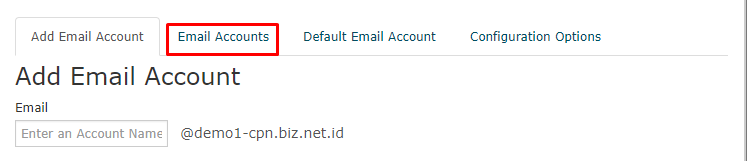 Add Email Account Email Accounts Default Email Account Configuration Options
Add Email Account
Email
Enter an Account Name @demo1-cpn.biz.net.id